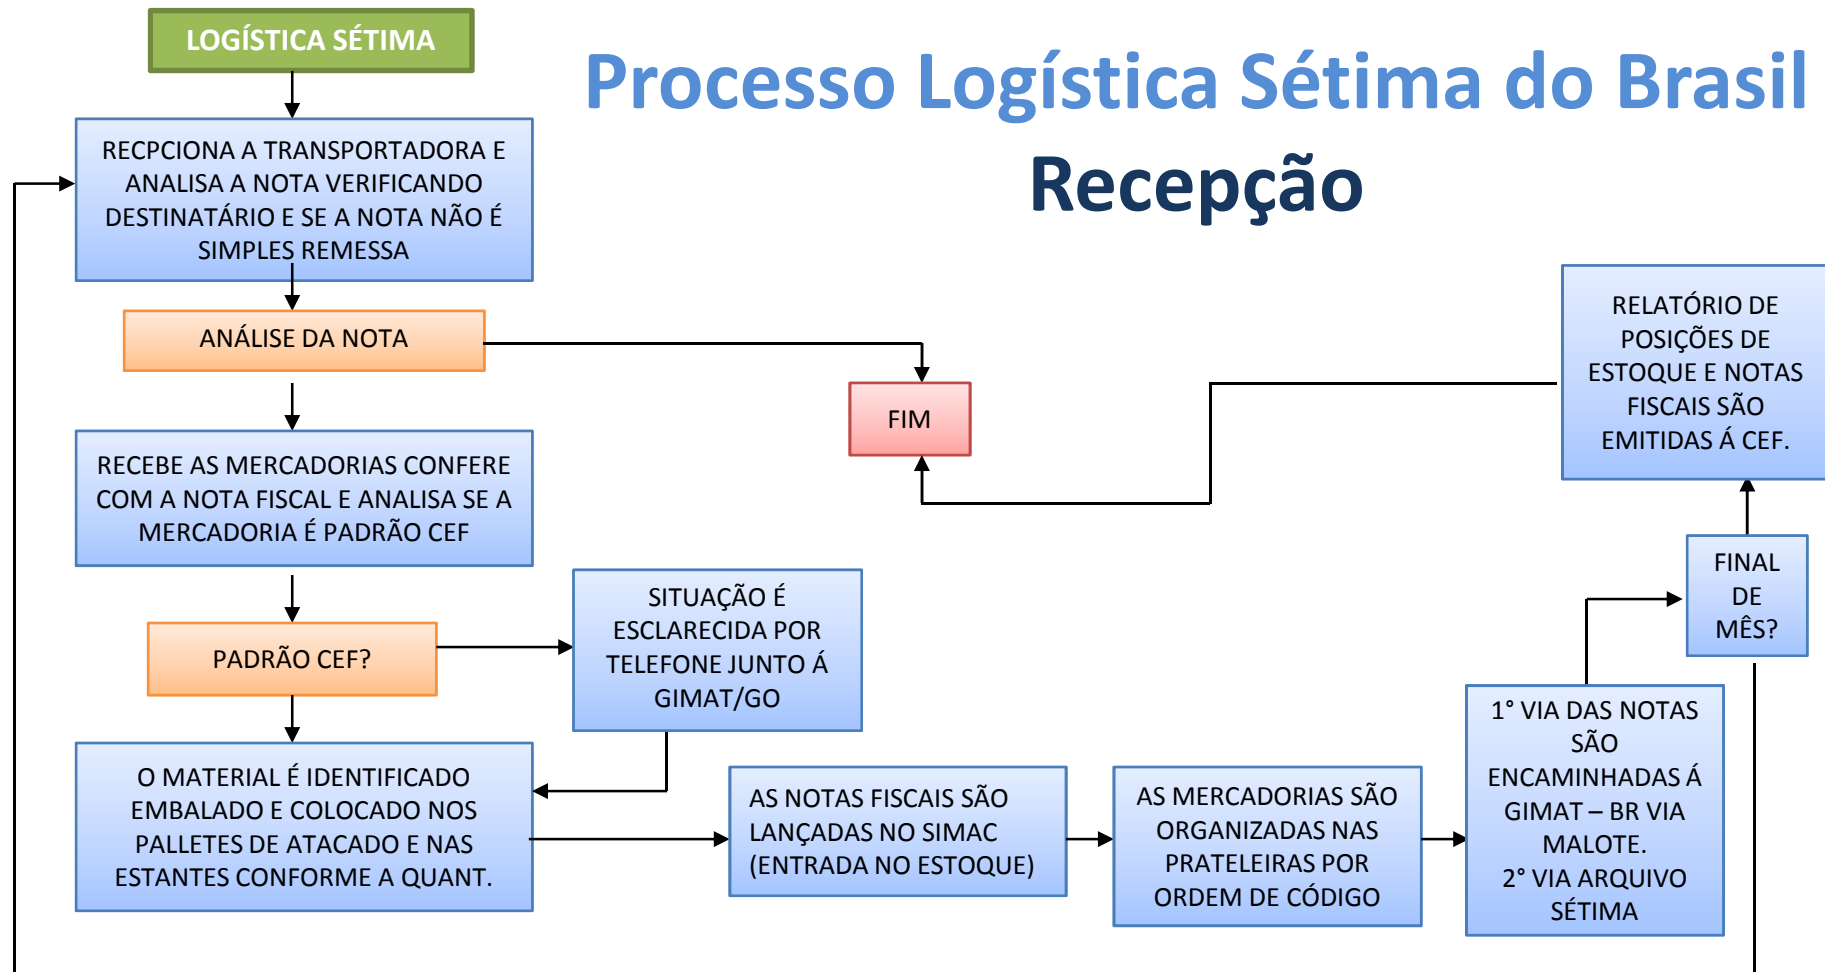 LOGÍSTICA SÉTIMA
Processo Logística Sétima do Brasil
Recepção
RECPCIONA A TRANSPORTADORA E
ANALISA A NOTA VERIFICANDO
DESTINATÁRIO E SE A NOTA NÃO É
SIMPLES REMESSA
ANÁLISE DA NOTA
FIM
RECEBE AS MERCADORIAS CONFERE
COM A NOTA FISCAL E ANALISA SE A
MERCADORIA É PADRÃO CEF
PADRÃO CEF?
SITUAÇÃO É
ESCLARECIDA POR
TELEFONE JUNTO Á
GIMAT/GO
O MATERIAL É IDENTIFICADO
EMBALADO E COLOCADO NOS
PALLETES DE ATACADO E NAS
ESTANTES CONFORME A QUANT.
AS NOTAS FISCAIS SÃO
LANÇADAS NO SIMAC
(ENTRADA NO ESTOQUE)
AS MERCADORIAS SÃO
ORGANIZADAS NAS
PRATELEIRAS POR
ORDEM DE CÓDIGO
1° VIA DAS NOTAS
SÃO
ENCAMINHADAS Á
GIMAT – BR VIA
MALOTE.
2° VIA ARQUIVO
SÉTIMA
FINAL
DE
MÊS?
RELATÓRIO DE
POSIÇÕES DE
ESTOQUE E NOTAS
FISCAIS SÃO
EMITIDAS Á CEF.